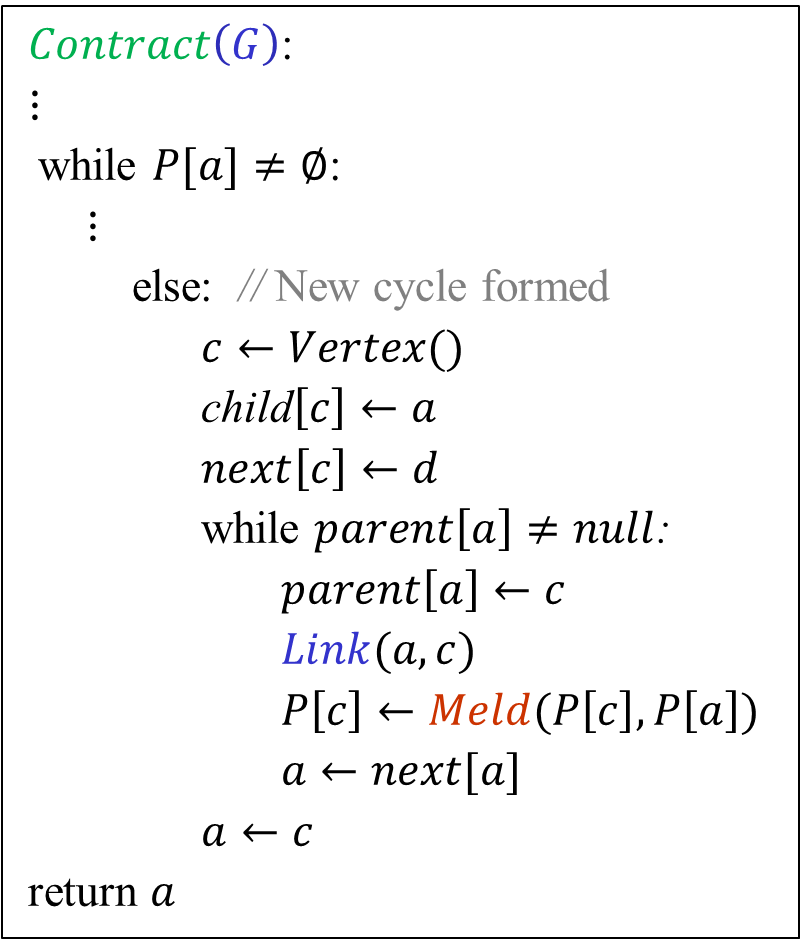 Contract(G):
⋮
while P[a] ≠ ∅:
⋮
else: // New cycle formed
c ← Vertex()
child[c] ← a
next[c] ← d
while parent[a] ≠ null:
parent[a] ← c
Link(a, c)
P[c] ← Meld(P[c], P[a])
a ← next[a]
a ← c
return a